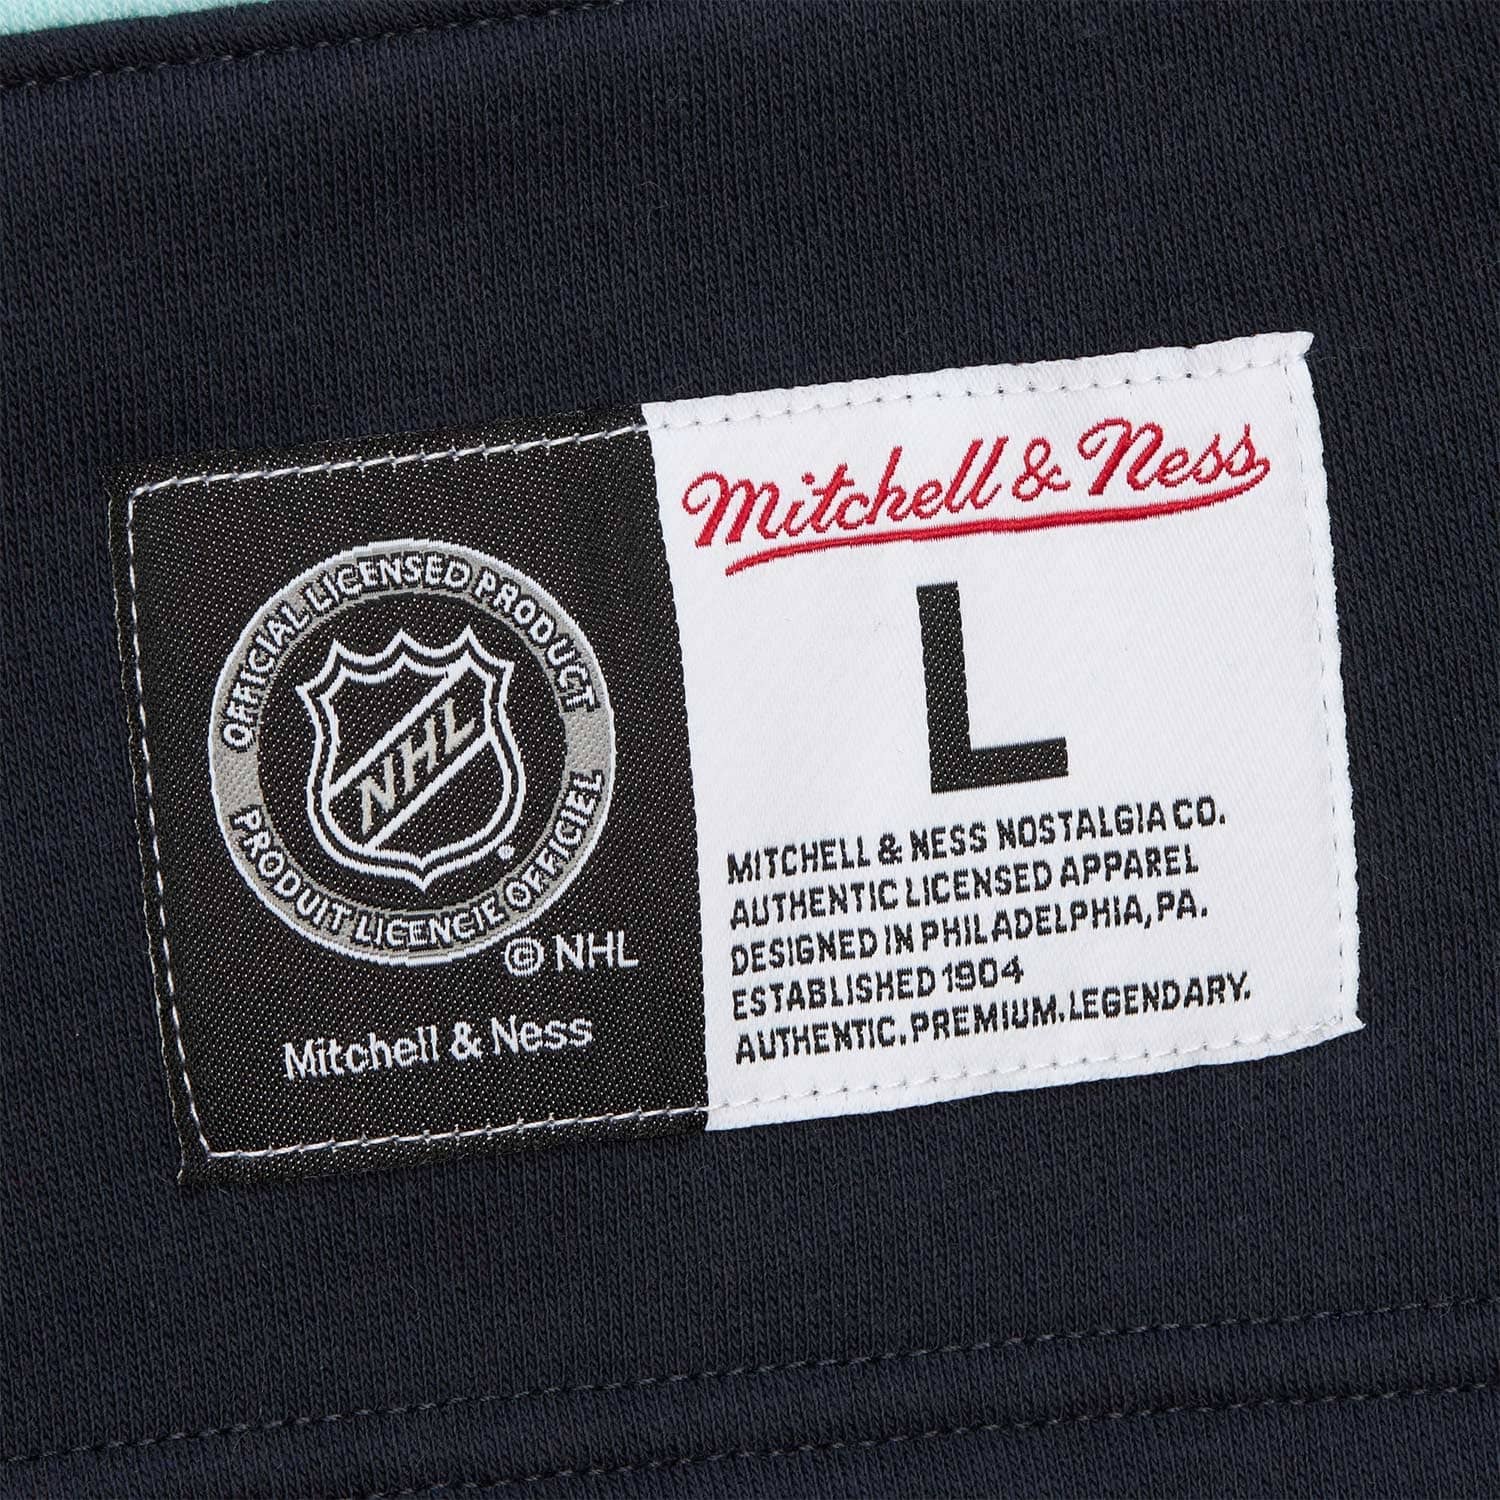 OFFICIAL LICENSED PRODUCT
NHL
®
PRODUIT LICENCIE OFFICIEL
© NHL
Mitchell & Ness
Mitchell & Ness
L
MITCHELL & NESS NOSTALGIA CO.
AUTHENTIC LICENSED APPAREL
DESIGNED IN PHILADELPHIA, PA.
ESTABLISHED 1904
AUTHENTIC. PREMIUM. LEGENDARY.